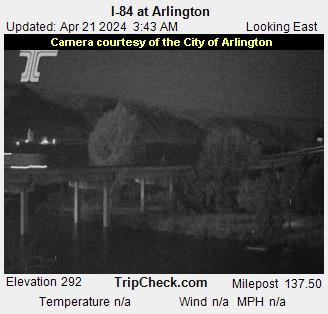 I-84 at Arlington
Updated: Apr 21 2024 3:43 AM Looking East
Camera courtesy of the City of Arlington
Elevation 292 TripCheck.com Milepost 137.50
Temperature n/a Wind n/a MPH n/a